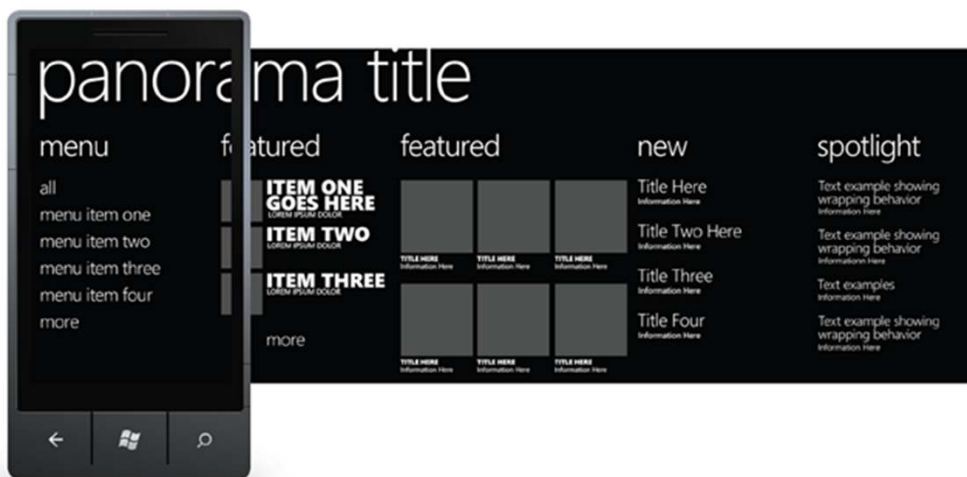 panorama title
menu
all
menu item one
menu item two
menu item three
menu item four
more
featured
ITEM ONE
GOES HERE
LOREM IPSUM DOLOR
ITEM TWO
LOREM IPSUM DOLOR
ITEM THREE
LOREM IPSUM DOLOR
more
featured
TITLE HERE
Information Here
TITLE HERE
Information Here
TITLE HERE
Information Here
TITLE HERE
Information Here
TITLE HERE
Information Here
TITLE HERE
Information Here
new
Title Here
Information Here
Title Two Here
Information Here
Title Three
Information Here
Title Four
Information Here
spotlight
Text example showing
wrapping behavior
Information Here
Text example showing
wrapping behavior
Informationn Here
Text examples
Information Here
Text example showing
wrapping behavior
Information Here